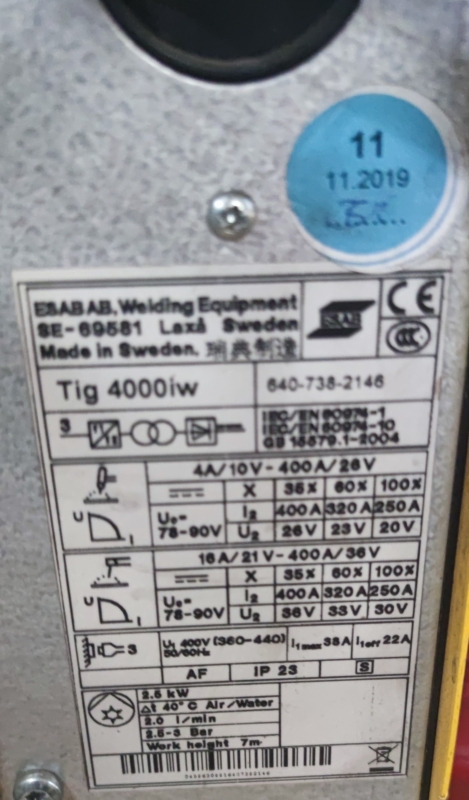 11
11.2019
ESAB AB, Welding Equipment
SE-69581 Laxå Sweden
Made in Sweden. 瑞典制造
ESAB
CE
CCC
Tig 4000iw
640-738-2146
3
IEC/EN 60974-1
IEC/EN 60974-10
GB 15579.1-2004
4A/10V-400A/26V
X 35% 60% 100%
U₀= 78-90V
I₂ 400A 320A 250A
U₂ 26V 23V 20V
U
I
16A/21V-400A/36V
X 35% 60% 100%
U₀= 78-90V
I₂ 400A 320A 250A
U₂ 36V 33V 30V
U
I
3
U₁ 400V (360-440)
50/60Hz
I₁max 38A
I₁eff 22A
AF
IP 23
S
2.5 kW
Δt 40°C Air/Water
2.0 l/min
2.5-3 Bar
Work height 7m